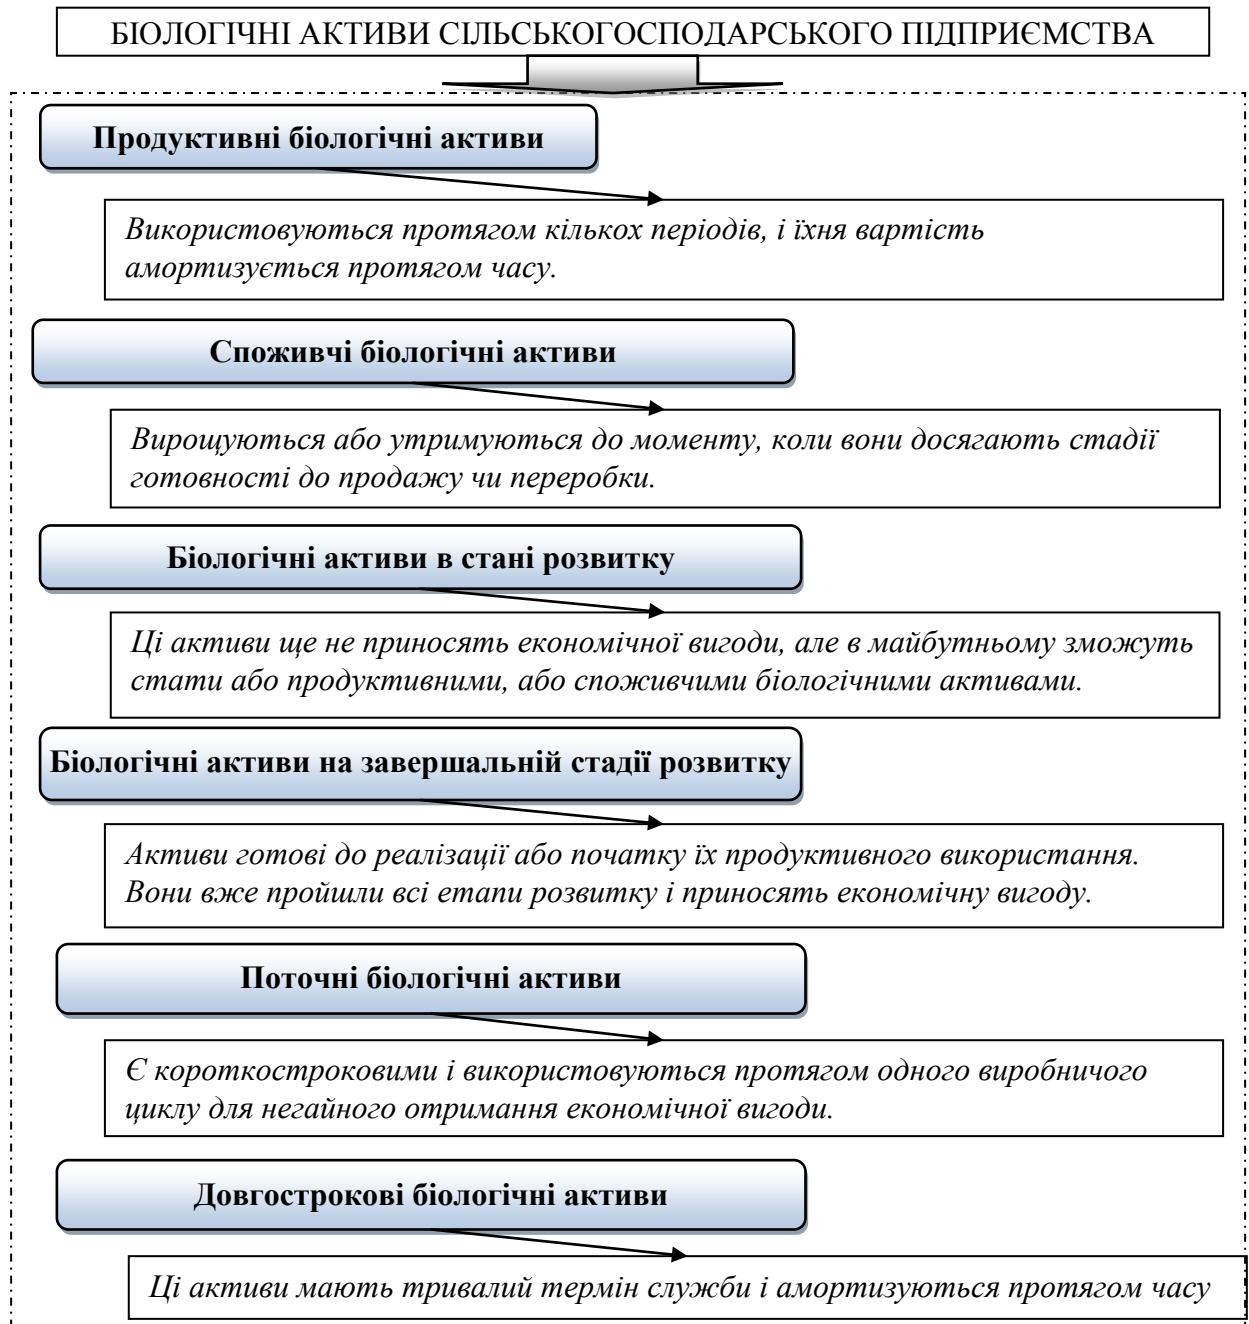 БІОЛОГІЧНІ АКТИВИ СІЛЬСЬКОГОСПОДАРСЬКОГО ПІДПРИЄМСТВА
Продуктивні біологічні активи
Використовуються протягом кількох періодів, і їхня вартість
амортизується протягом часу.
Споживчі біологічні активи
Вирощуються або утримуються до моменту, коли вони досягають стадії
готовності до продажу чи переробки.
Біологічні активи в стані розвитку
Ці активи ще не приносять економічної вигоди, але в майбутньому зможуть
стати або продуктивними, або споживчими біологічними активами.
Біологічні активи на завершальній стадії розвитку
Активи готові до реалізації або початку їх продуктивного використання.
Вони вже пройшли всі етапи розвитку і приносять економічну вигоду.
Поточні біологічні активи
Є короткостроковими і використовуються протягом одного виробничого
циклу для негайного отримання економічної вигоди.
Довгострокові біологічні активи
Ці активи мають тривалий термін служби і амортизуються протягом часу